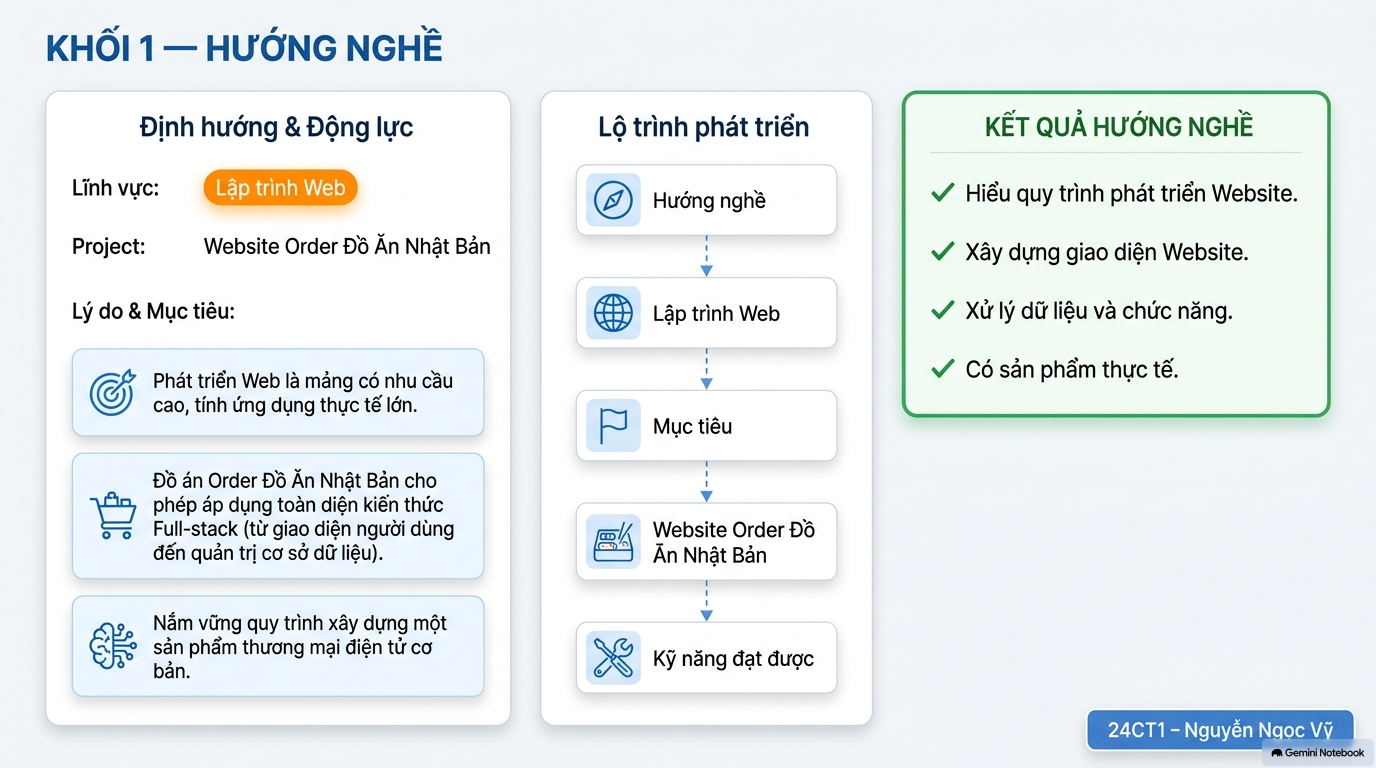 KHỐI 1 — HƯỚNG NGHỀ
Định hướng & Động lực
Lĩnh vực: Lập trình Web
Project: Website Order Đồ Ăn Nhật Bản
Lý do & Mục tiêu:
Phát triển Web là mảng có nhu cầu
cao, tính ứng dụng thực tế lớn.
Đồ án Order Đồ Ăn Nhật Bản cho
phép áp dụng toàn diện kiến thức
Full-stack (từ giao diện người dùng
đến quản trị cơ sở dữ liệu).
Nắm vững quy trình xây dựng một
sản phẩm thương mại điện tử cơ
bản.
Lộ trình phát triển
Hướng nghề
Lập trình Web
Mục tiêu
Website Order Đồ
Ăn Nhật Bản
Kỹ năng đạt được
KẾT QUẢ HƯỚNG NGHỀ
Hiểu quy trình phát triển Website.
Xây dựng giao diện Website.
Xử lý dữ liệu và chức năng.
Có sản phẩm thực tế.
24CT1 – Nguyễn Ngọc Vỹ
Gemini Notebook